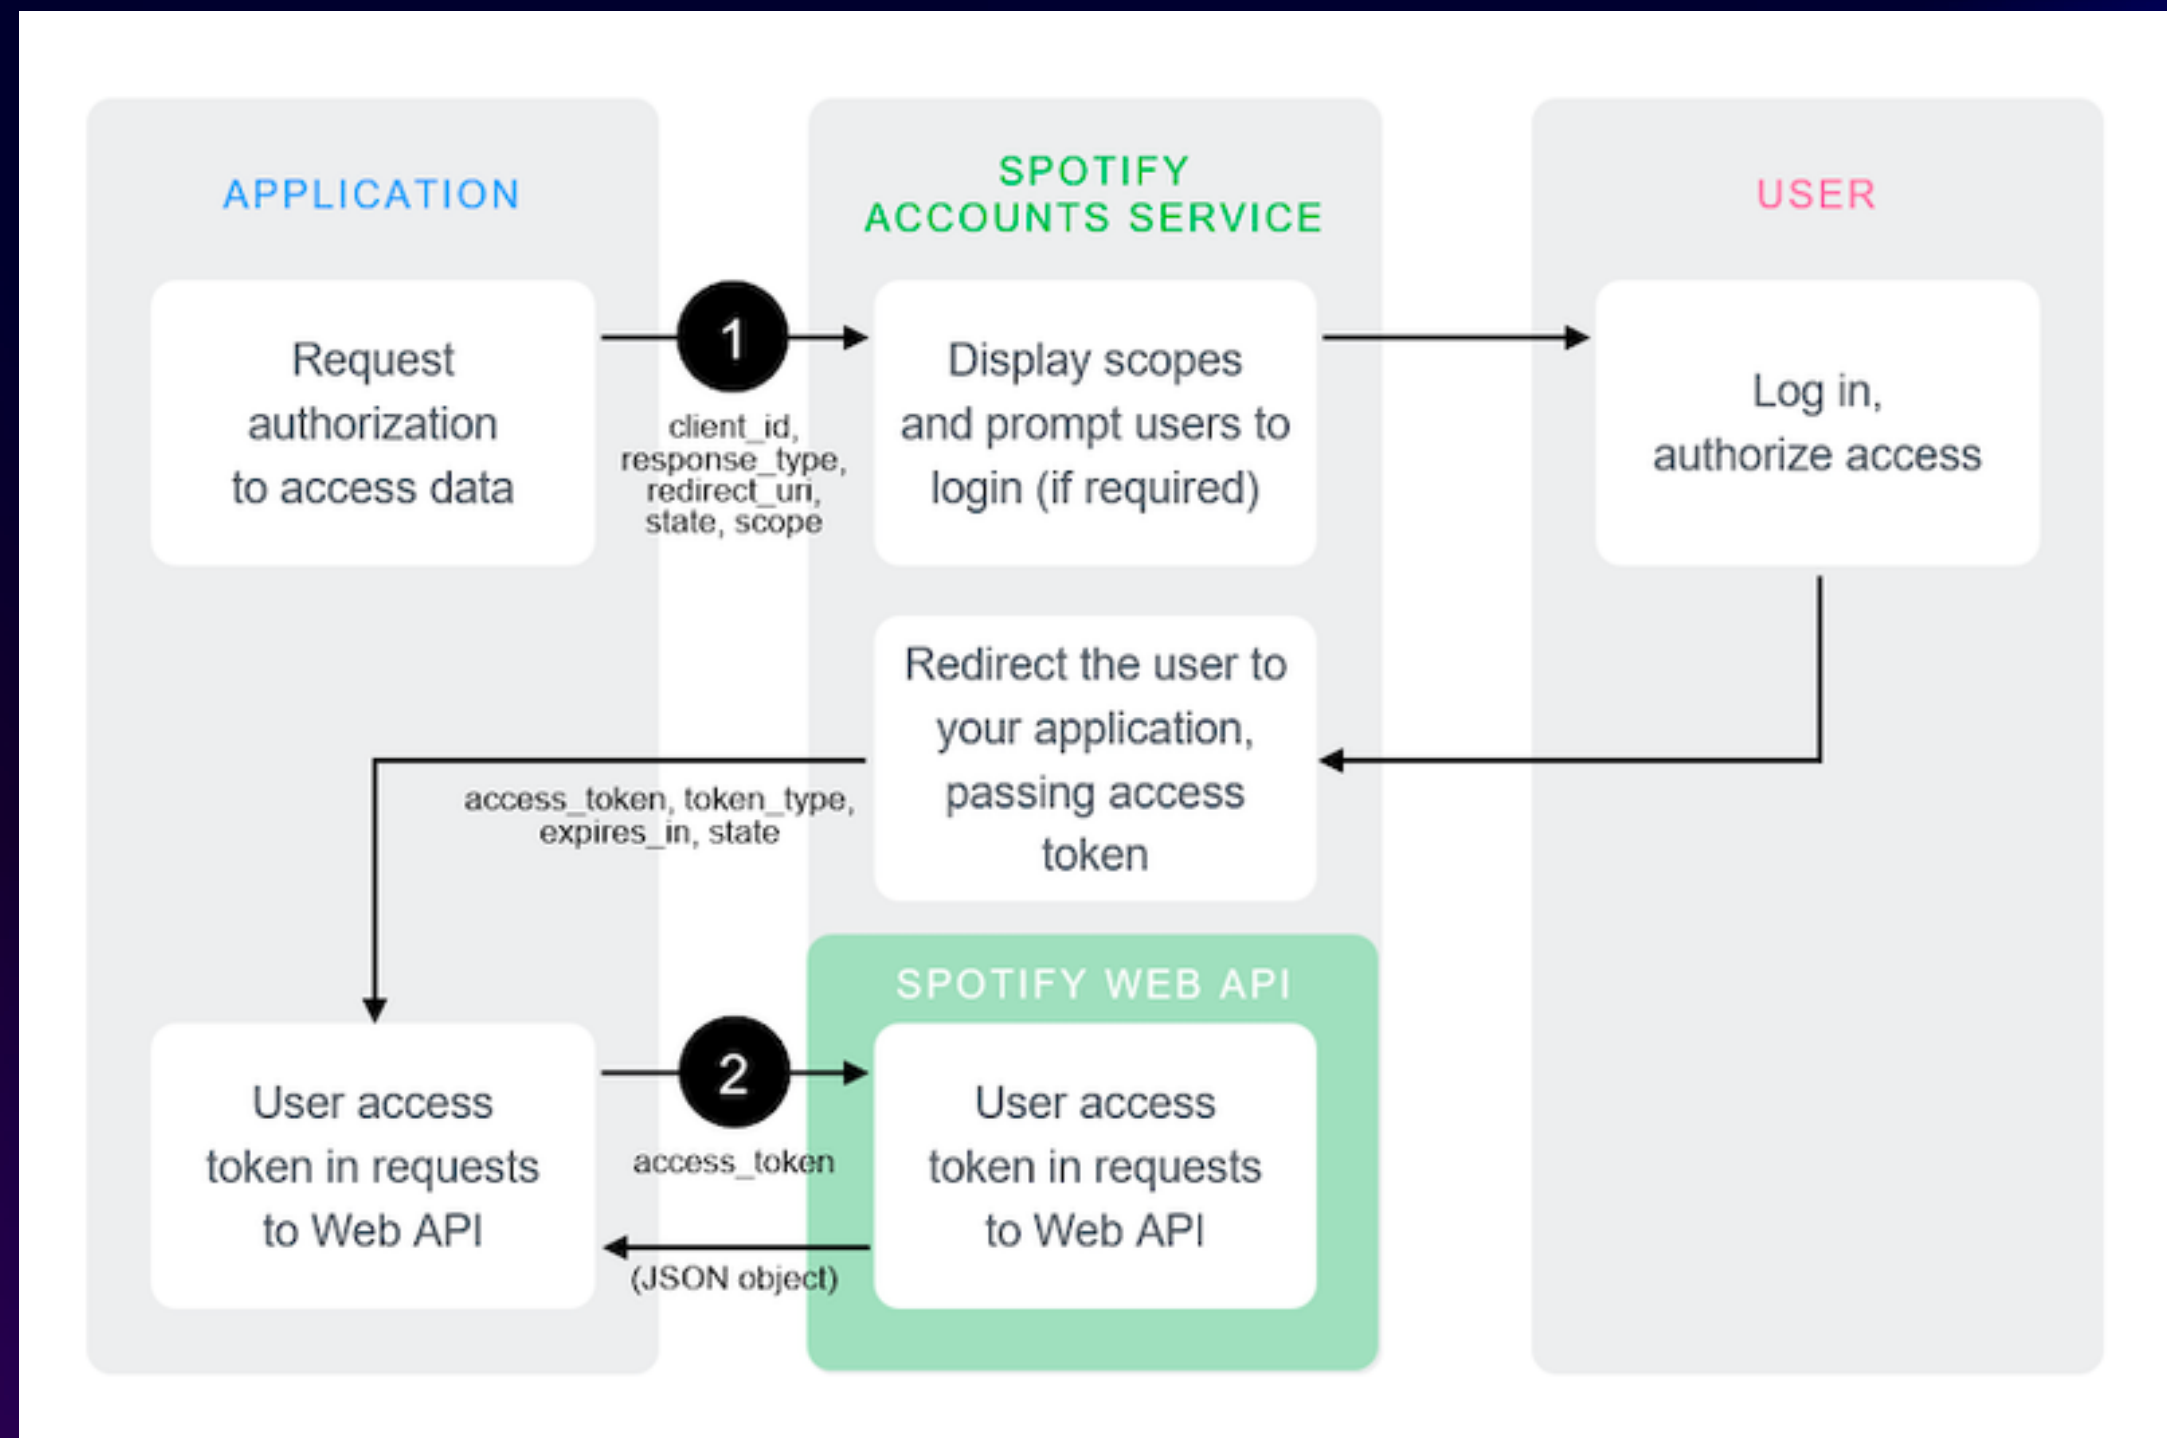 APPLICATION
SPOTIFY
ACCOUNTS SERVICE
USER
Request
authorization
to access data
1
client_id,
response_type,
redirect_uri,
state, scope
Display scopes
and prompt users to
login (if required)
Log in,
authorize access
Redirect the user to
your application,
passing access
token
access_token, token_type,
expires_in, state
SPOTIFY WEB API
User access
token in requests
to Web API
2
access_token
(JSON object)
User access
token in requests
to Web API